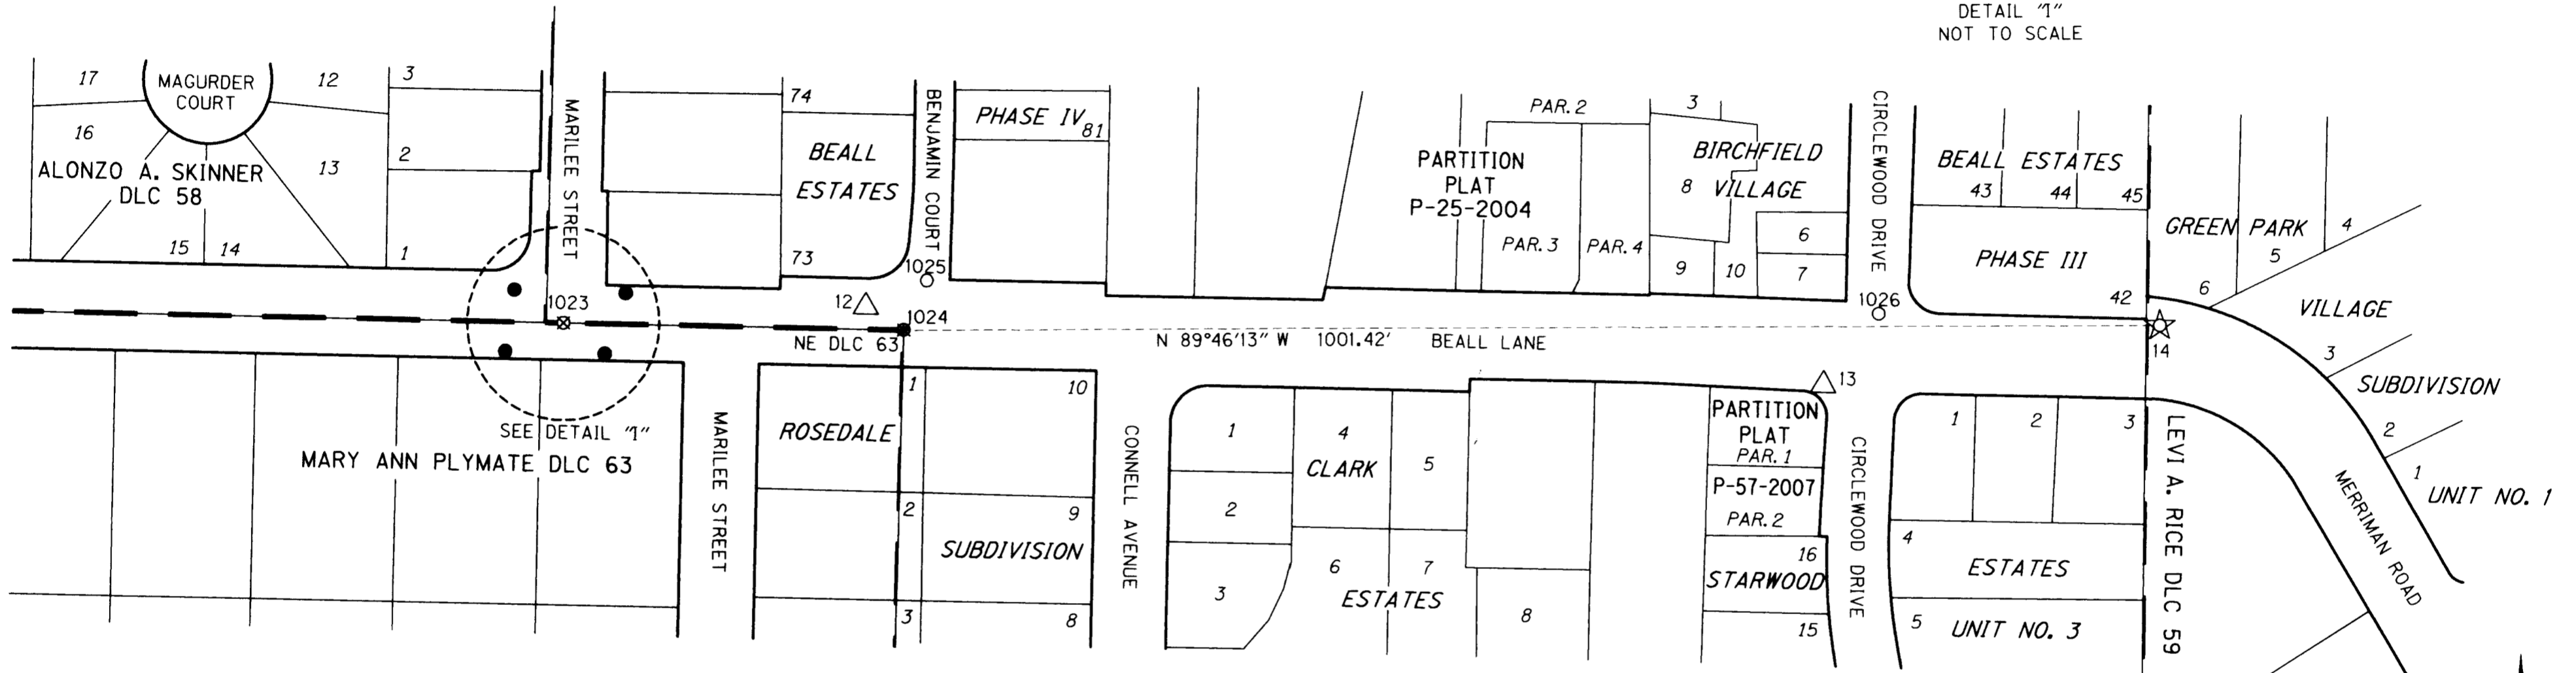 DETAIL "1"
NOT TO SCALE
17
MAGURDER
COURT
12
3
16
ALONZO A. SKINNER
DLC 58
13
2
15
14
1
MARILEE STREET
74
BEALL
ESTATES
73
BENJAMIN COURT
PHASE IV
81
PAR. 2
PARTITION
PLAT
P-25-2004
PAR. 3
PAR. 4
3
BIRCHFIELD
8
VILLAGE
6
9
10
7
CIRCLEWOOD DRIVE
BEALL ESTATES
43
44
45
PHASE III
42
GREEN PARK
4
5
6
VILLAGE
3
SUBDIVISION
2
1
UNIT NO. 1
1023
12
1025
1024
1026
14
NE DLC 63
N 89°46'13" W 1001.42' BEALL LANE
13
SEE DETAIL "1"
MARY ANN PLYMATE DLC 63
MARILEE STREET
ROSEDALE
1
10
2
9
SUBDIVISION
3
8
CONNELL AVENUE
1
2
3
4
CLARK
5
6
7
ESTATES
8
PARTITION
PLAT
PAR. 1
P-57-2007
PAR. 2
16
STARWOOD
15
CIRCLEWOOD DRIVE
1
2
3
4
ESTATES
5
UNIT NO. 3
LEVI A. RICE DLC 59
MERRIMAN ROAD